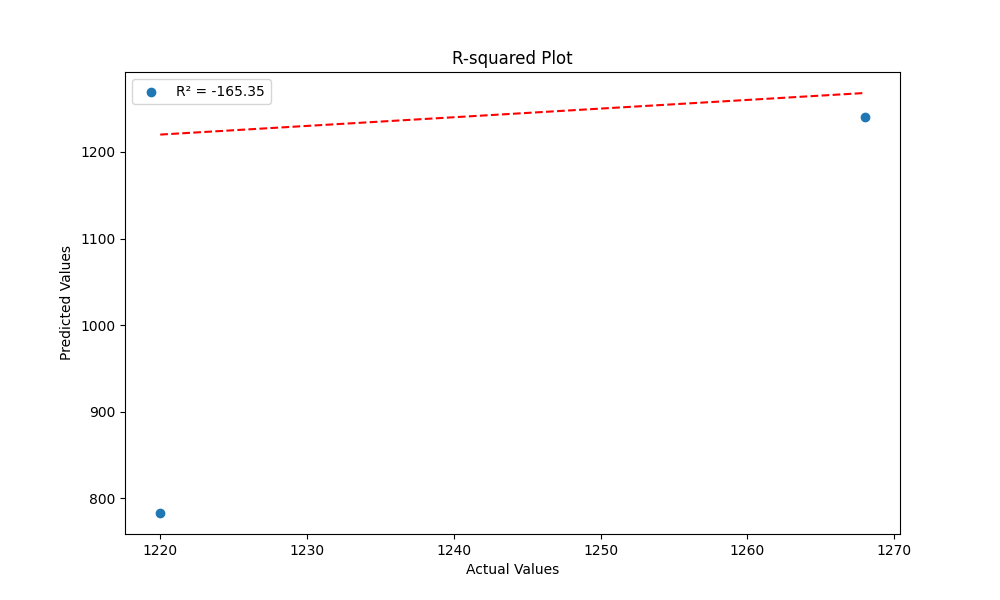 R-squared Plot
R² = -165.35
1200
1100
1000
900
800
Predicted Values
1220 1230 1240 1250 1260 1270
Actual Values